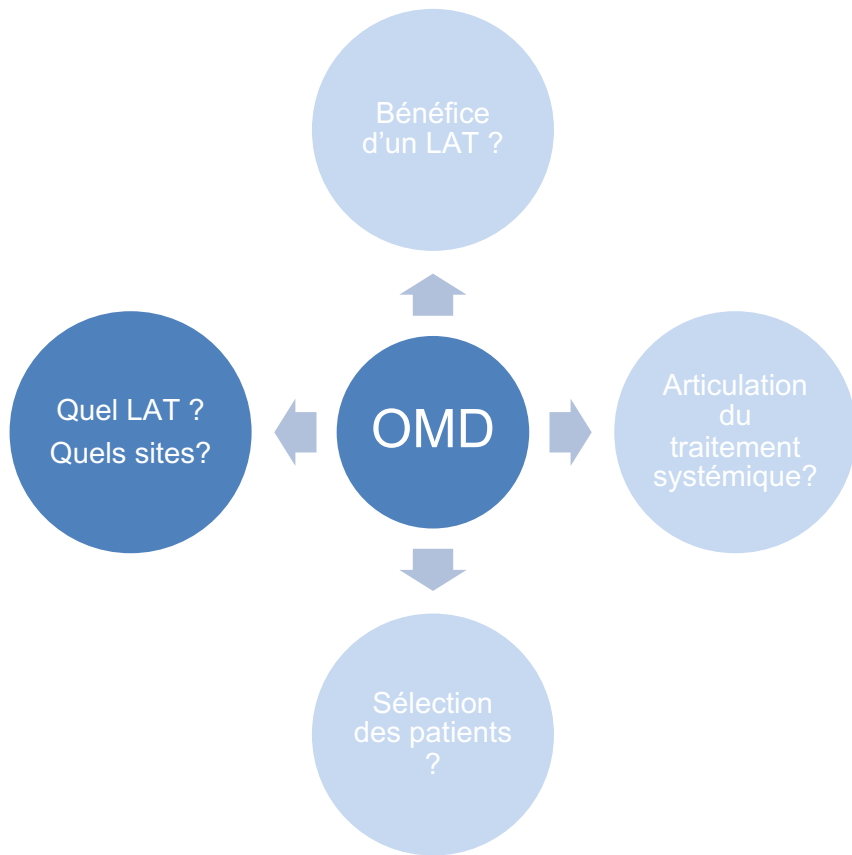 Bénéfice
d’un LAT ?
Quel LAT ?
Quels sites?
OMD
Articulation
du
traitement
systémique?
Sélection
des patients
?